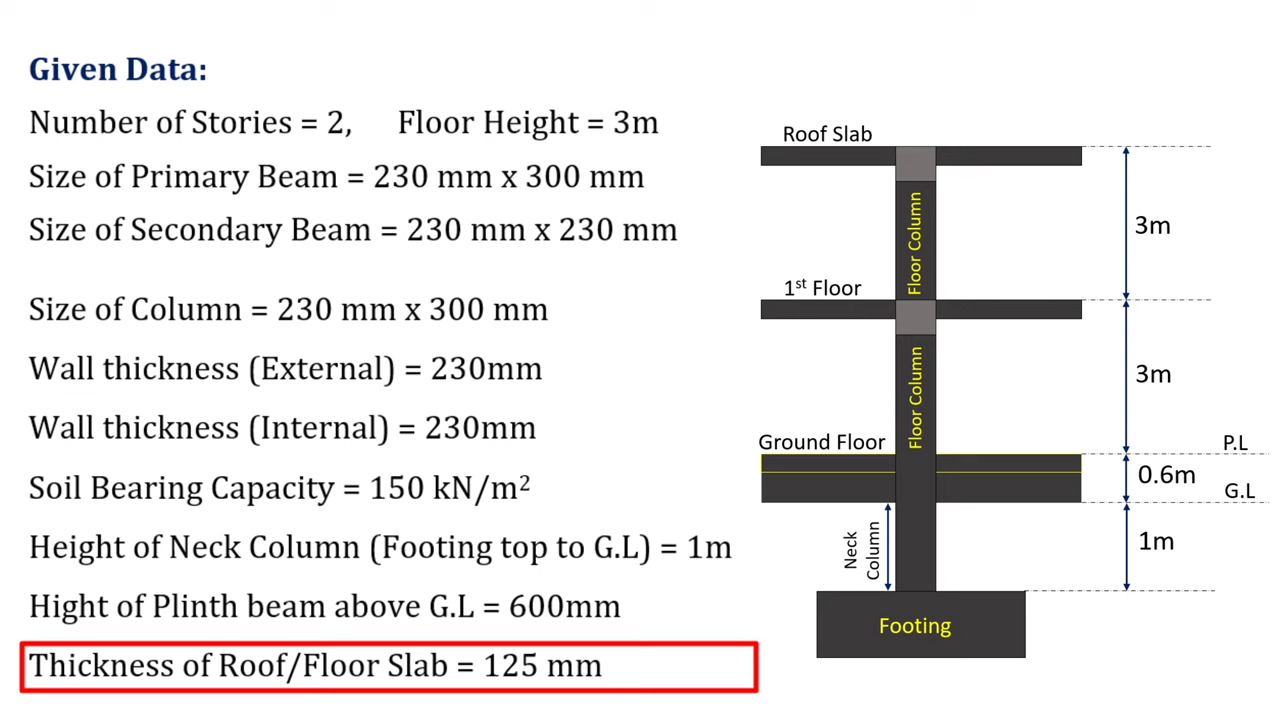 Given Data:
Number of Stories = 2, Floor Height = 3m
Size of Primary Beam = 230 mm x 300 mm
Size of Secondary Beam = 230 mm x 230 mm
Size of Column = 230 mm x 300 mm
Wall thickness (External) = 230mm
Wall thickness (Internal) = 230mm
Soil Bearing Capacity = 150 kN/m²
Height of Neck Column (Footing top to G.L) = 1m
Hight of Plinth beam above G.L = 600mm
Thickness of Roof/Floor Slab = 125 mm
Roof Slab
Floor Column
3m
1st Floor
Floor Column
3m
Ground Floor
P.L
0.6m
G.L
Neck
Column
1m
Footing